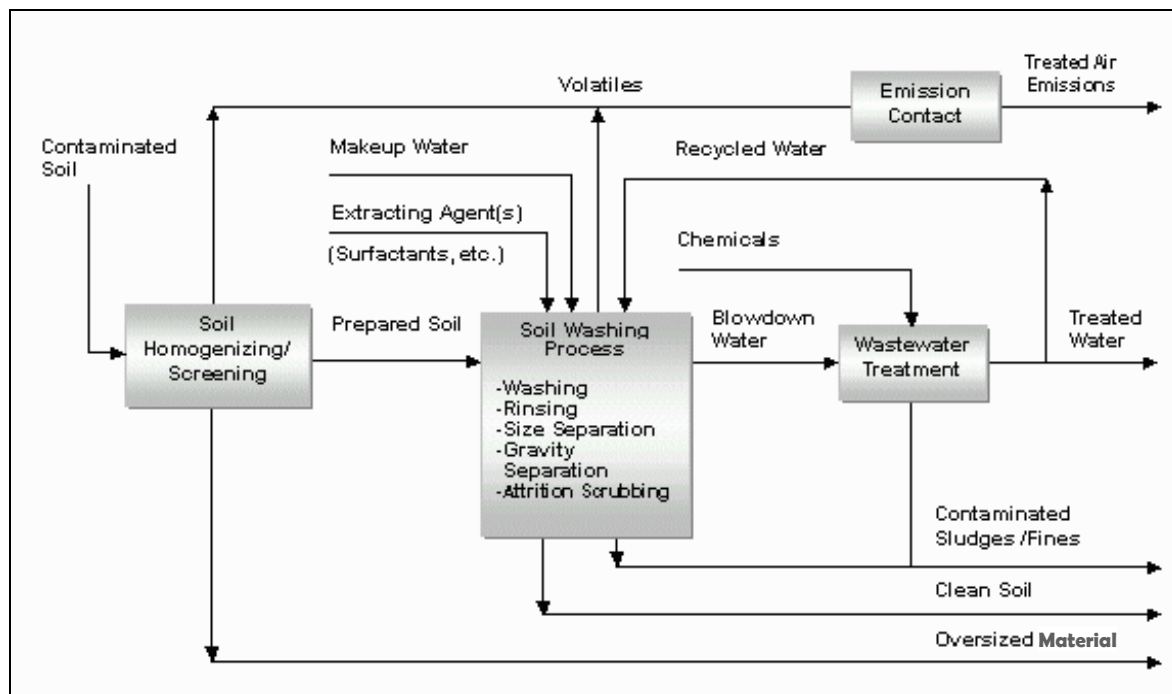 Treated Air
Emissions
Volatiles
Emission
Contact
Contaminated
Soil
Makeup Water
Recycled Water
Extracting Agent(s)
(Surfactants, etc.)
Chemicals
Soil
Homogenizing/
Screening
Prepared Soil
Soil Washing
Process
-Washing
-Rinsing
-Size Separation
-Gravity
Separation
-Attrition Scrubbing
Blowdown
Water
Wastewater
Treatment
Treated
Water
Contaminated
Sludges /Fines
Clean Soil
Oversized Material